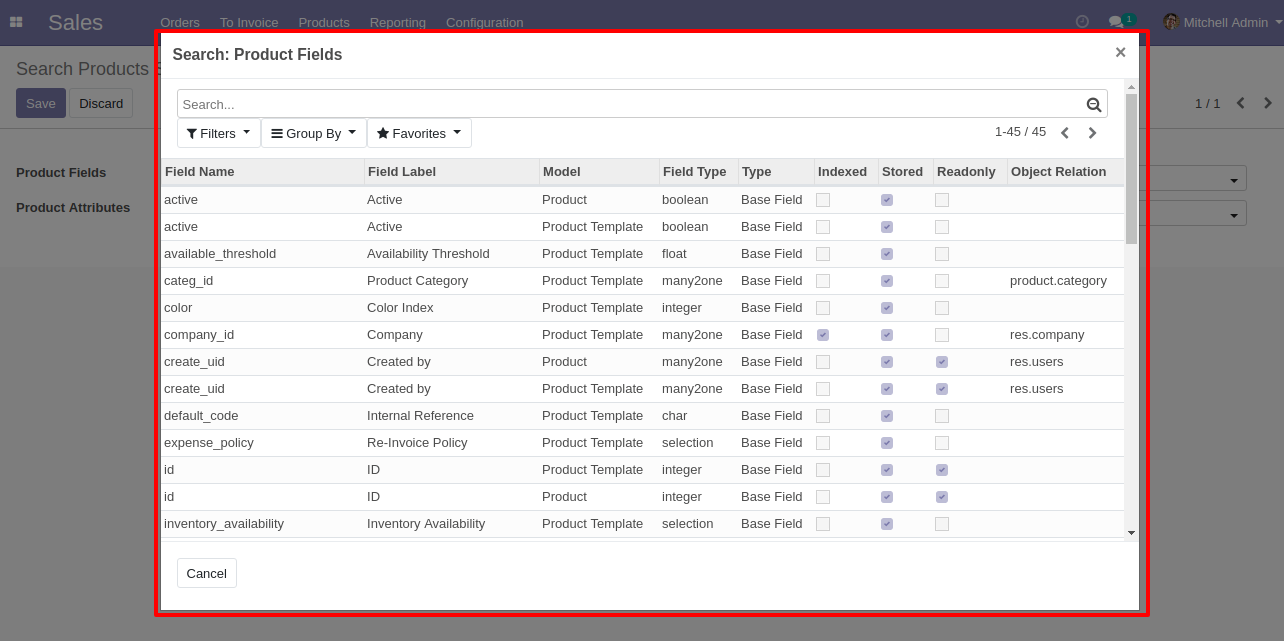 Sales Orders To Invoice Products Reporting Configuration 1 Mitchell Admin
Search Products
Save Discard 1 / 1
Product Fields
Product Attributes
Search: Product Fields ×
Search...
Filters Group By Favorites 1-45 / 45
Field Name Field Label Model Field Type Type Indexed Stored Readonly Object Relation
active Active Product boolean Base Field
active Active Product Template boolean Base Field
available_threshold Availability Threshold Product Template float Base Field
categ_id Product Category Product Template many2one Base Field product.category
color Color Index Product Template integer Base Field
company_id Company Product Template many2one Base Field res.company
create_uid Created by Product many2one Base Field res.users
create_uid Created by Product Template many2one Base Field res.users
default_code Internal Reference Product Template char Base Field
expense_policy Re-Invoice Policy Product Template selection Base Field
id ID Product Template integer Base Field
id ID Product integer Base Field
inventory_availability Inventory Availability Product Template selection Base Field
Cancel